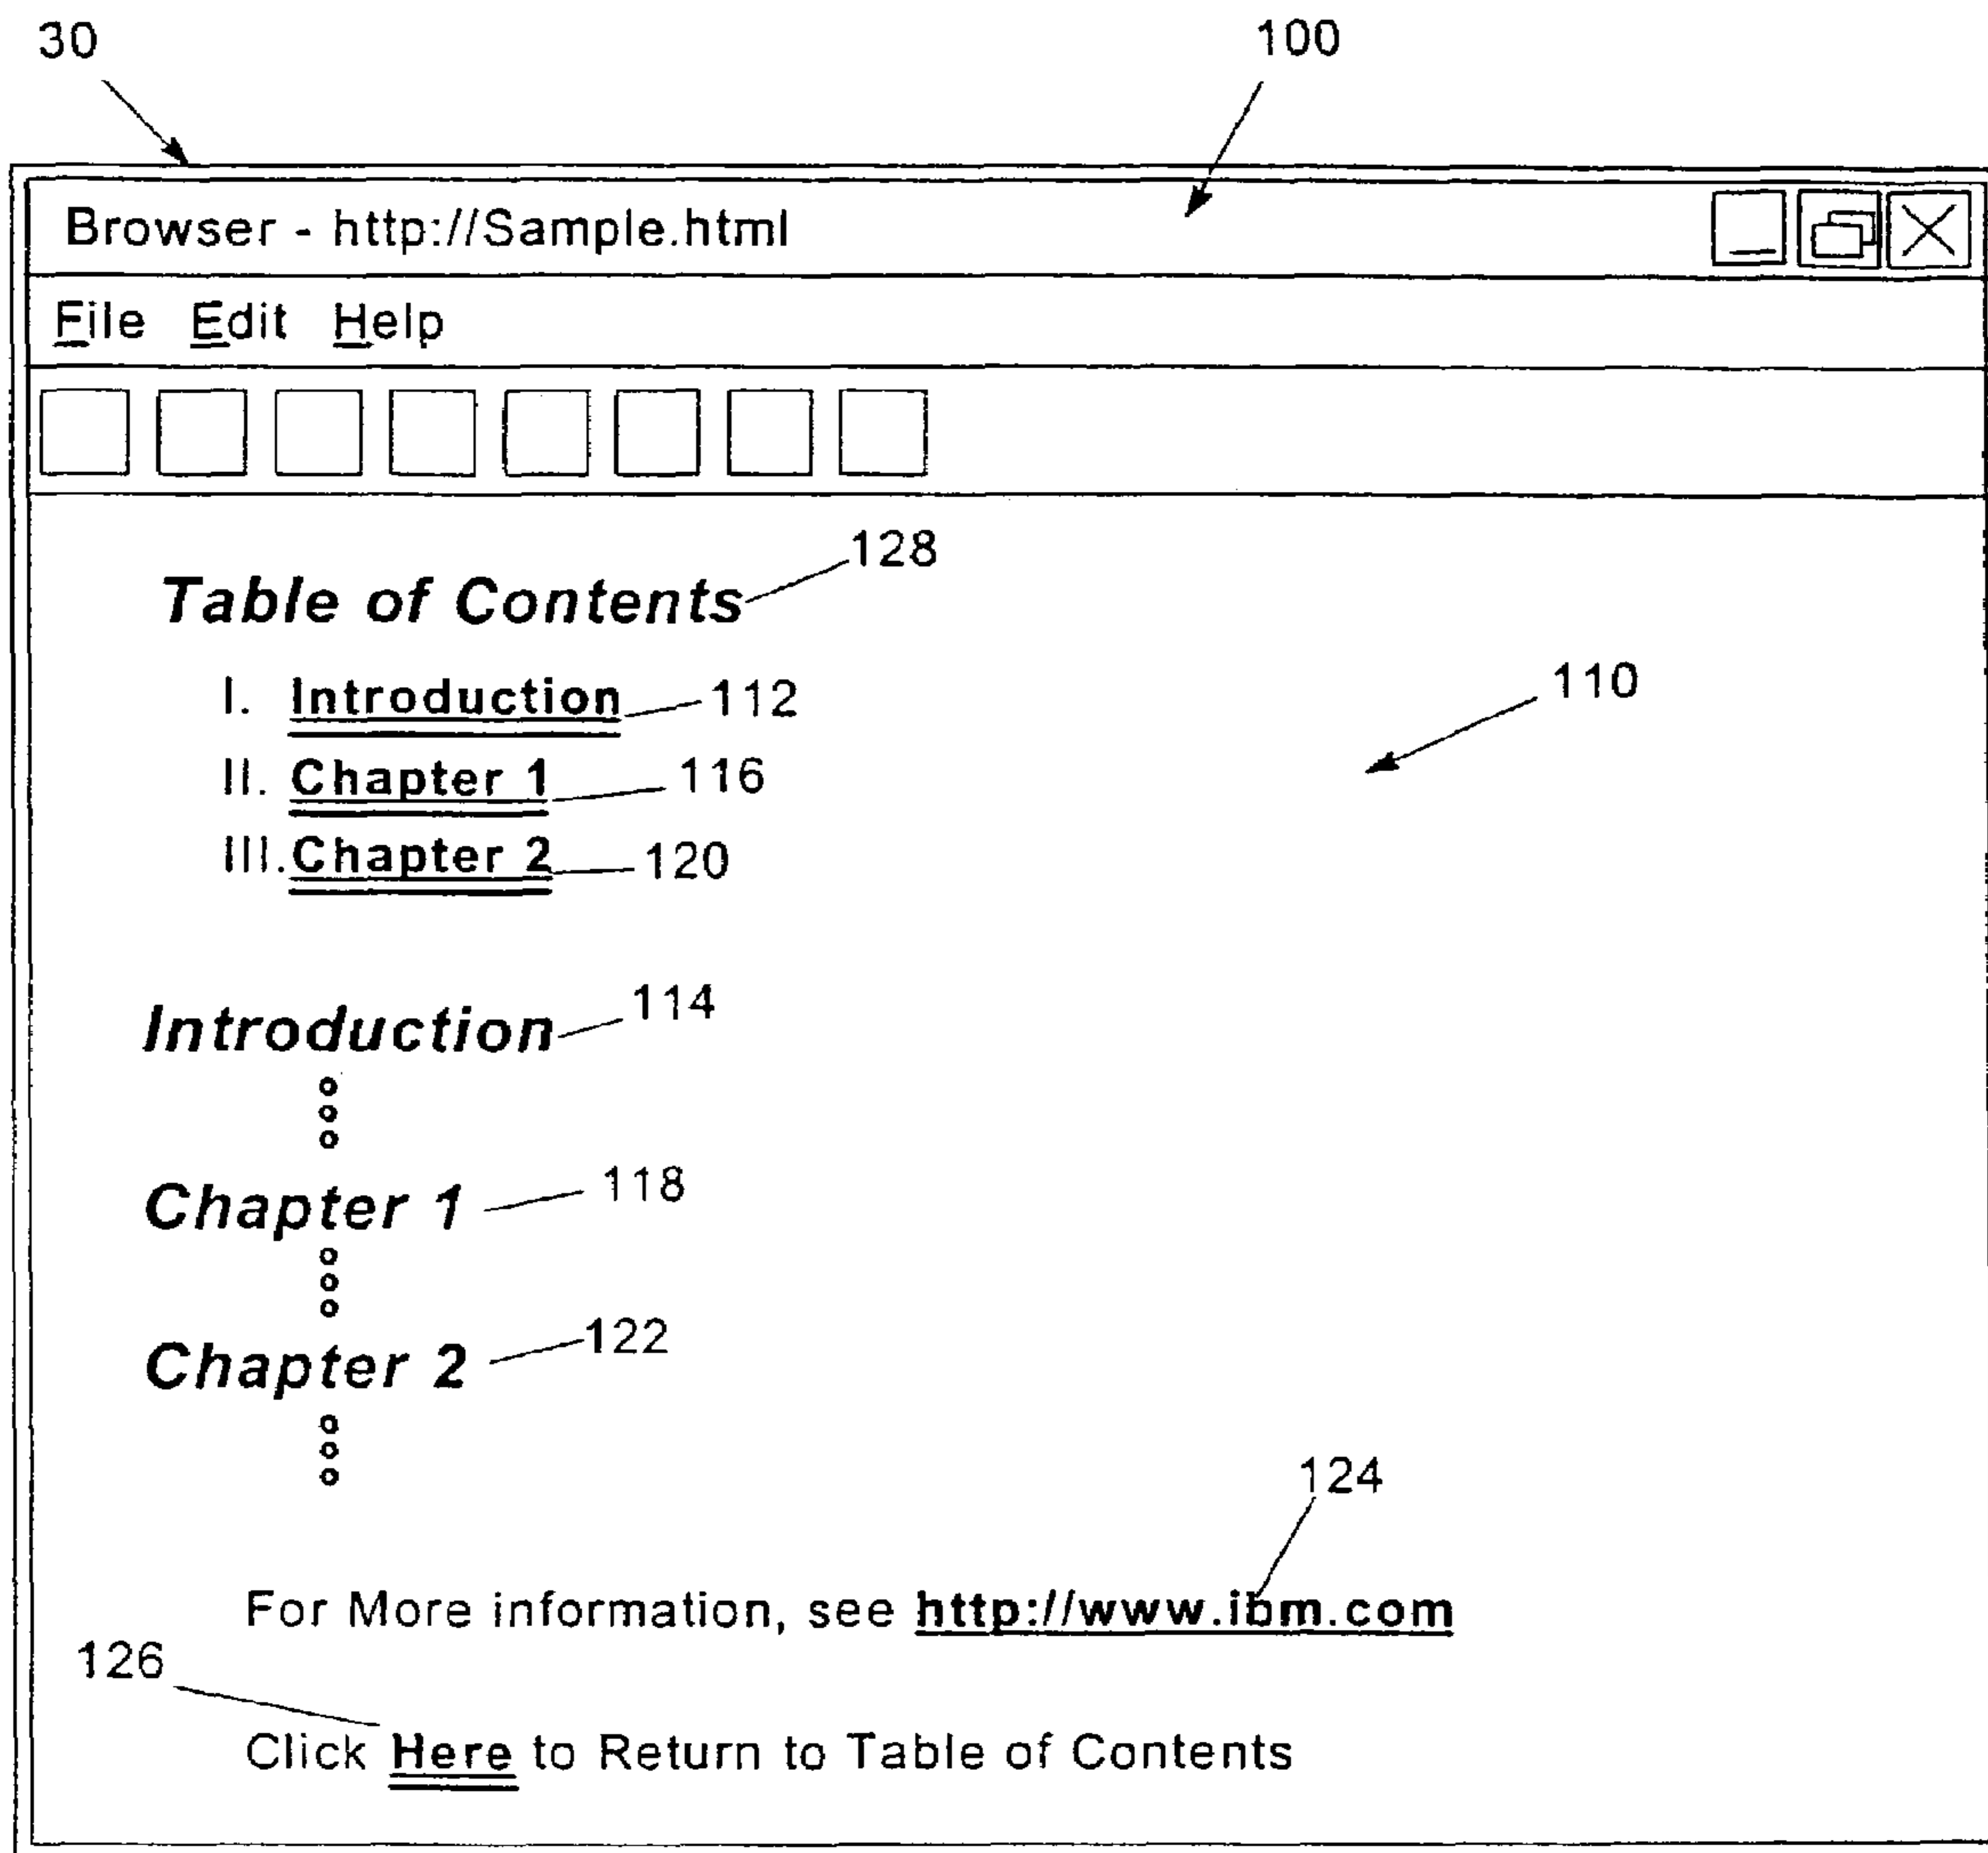 30 100
Browser - http://Sample.html
File Edit Help
128
Table of Contents
110
I. Introduction 112
II. Chapter 1 116
III. Chapter 2 120
Introduction 114
Chapter 1 118
Chapter 2 122
124
For More information, see http://www.ibm.com
126
Click Here to Return to Table of Contents